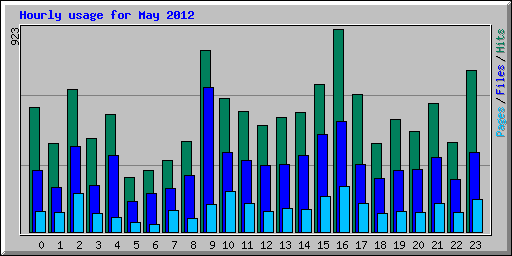 Hourly usage for May 2012
923
Pages / Files / Hits
0 1 2 3 4 5 6 7 8 9 10 11 12 13 14 15 16 17 18 19 20 21 22 23